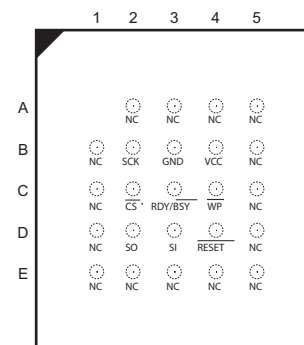 1 2 3 4 5
A
NC NC NC NC
B
NC SCK GND VCC NC
C
NC CS RDY/BSY WP NC
D
NC SO SI RESET NC
E
NC NC NC NC NC